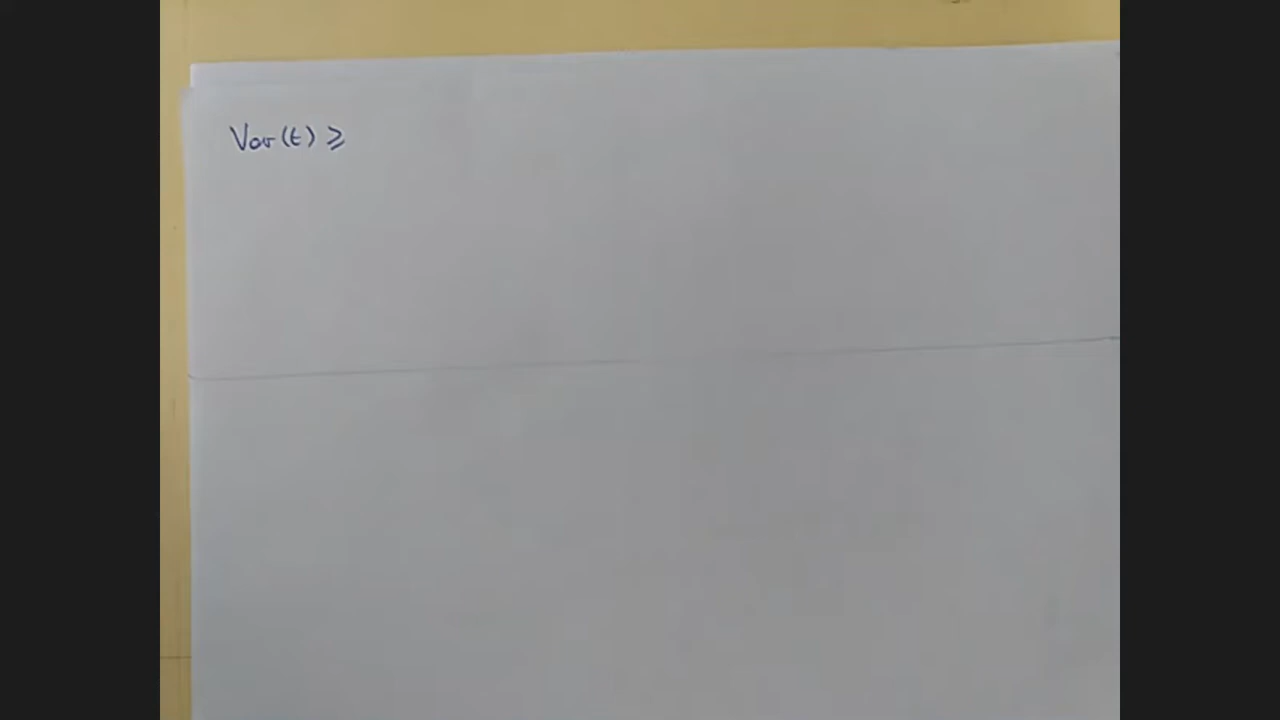 Var(t) ≥